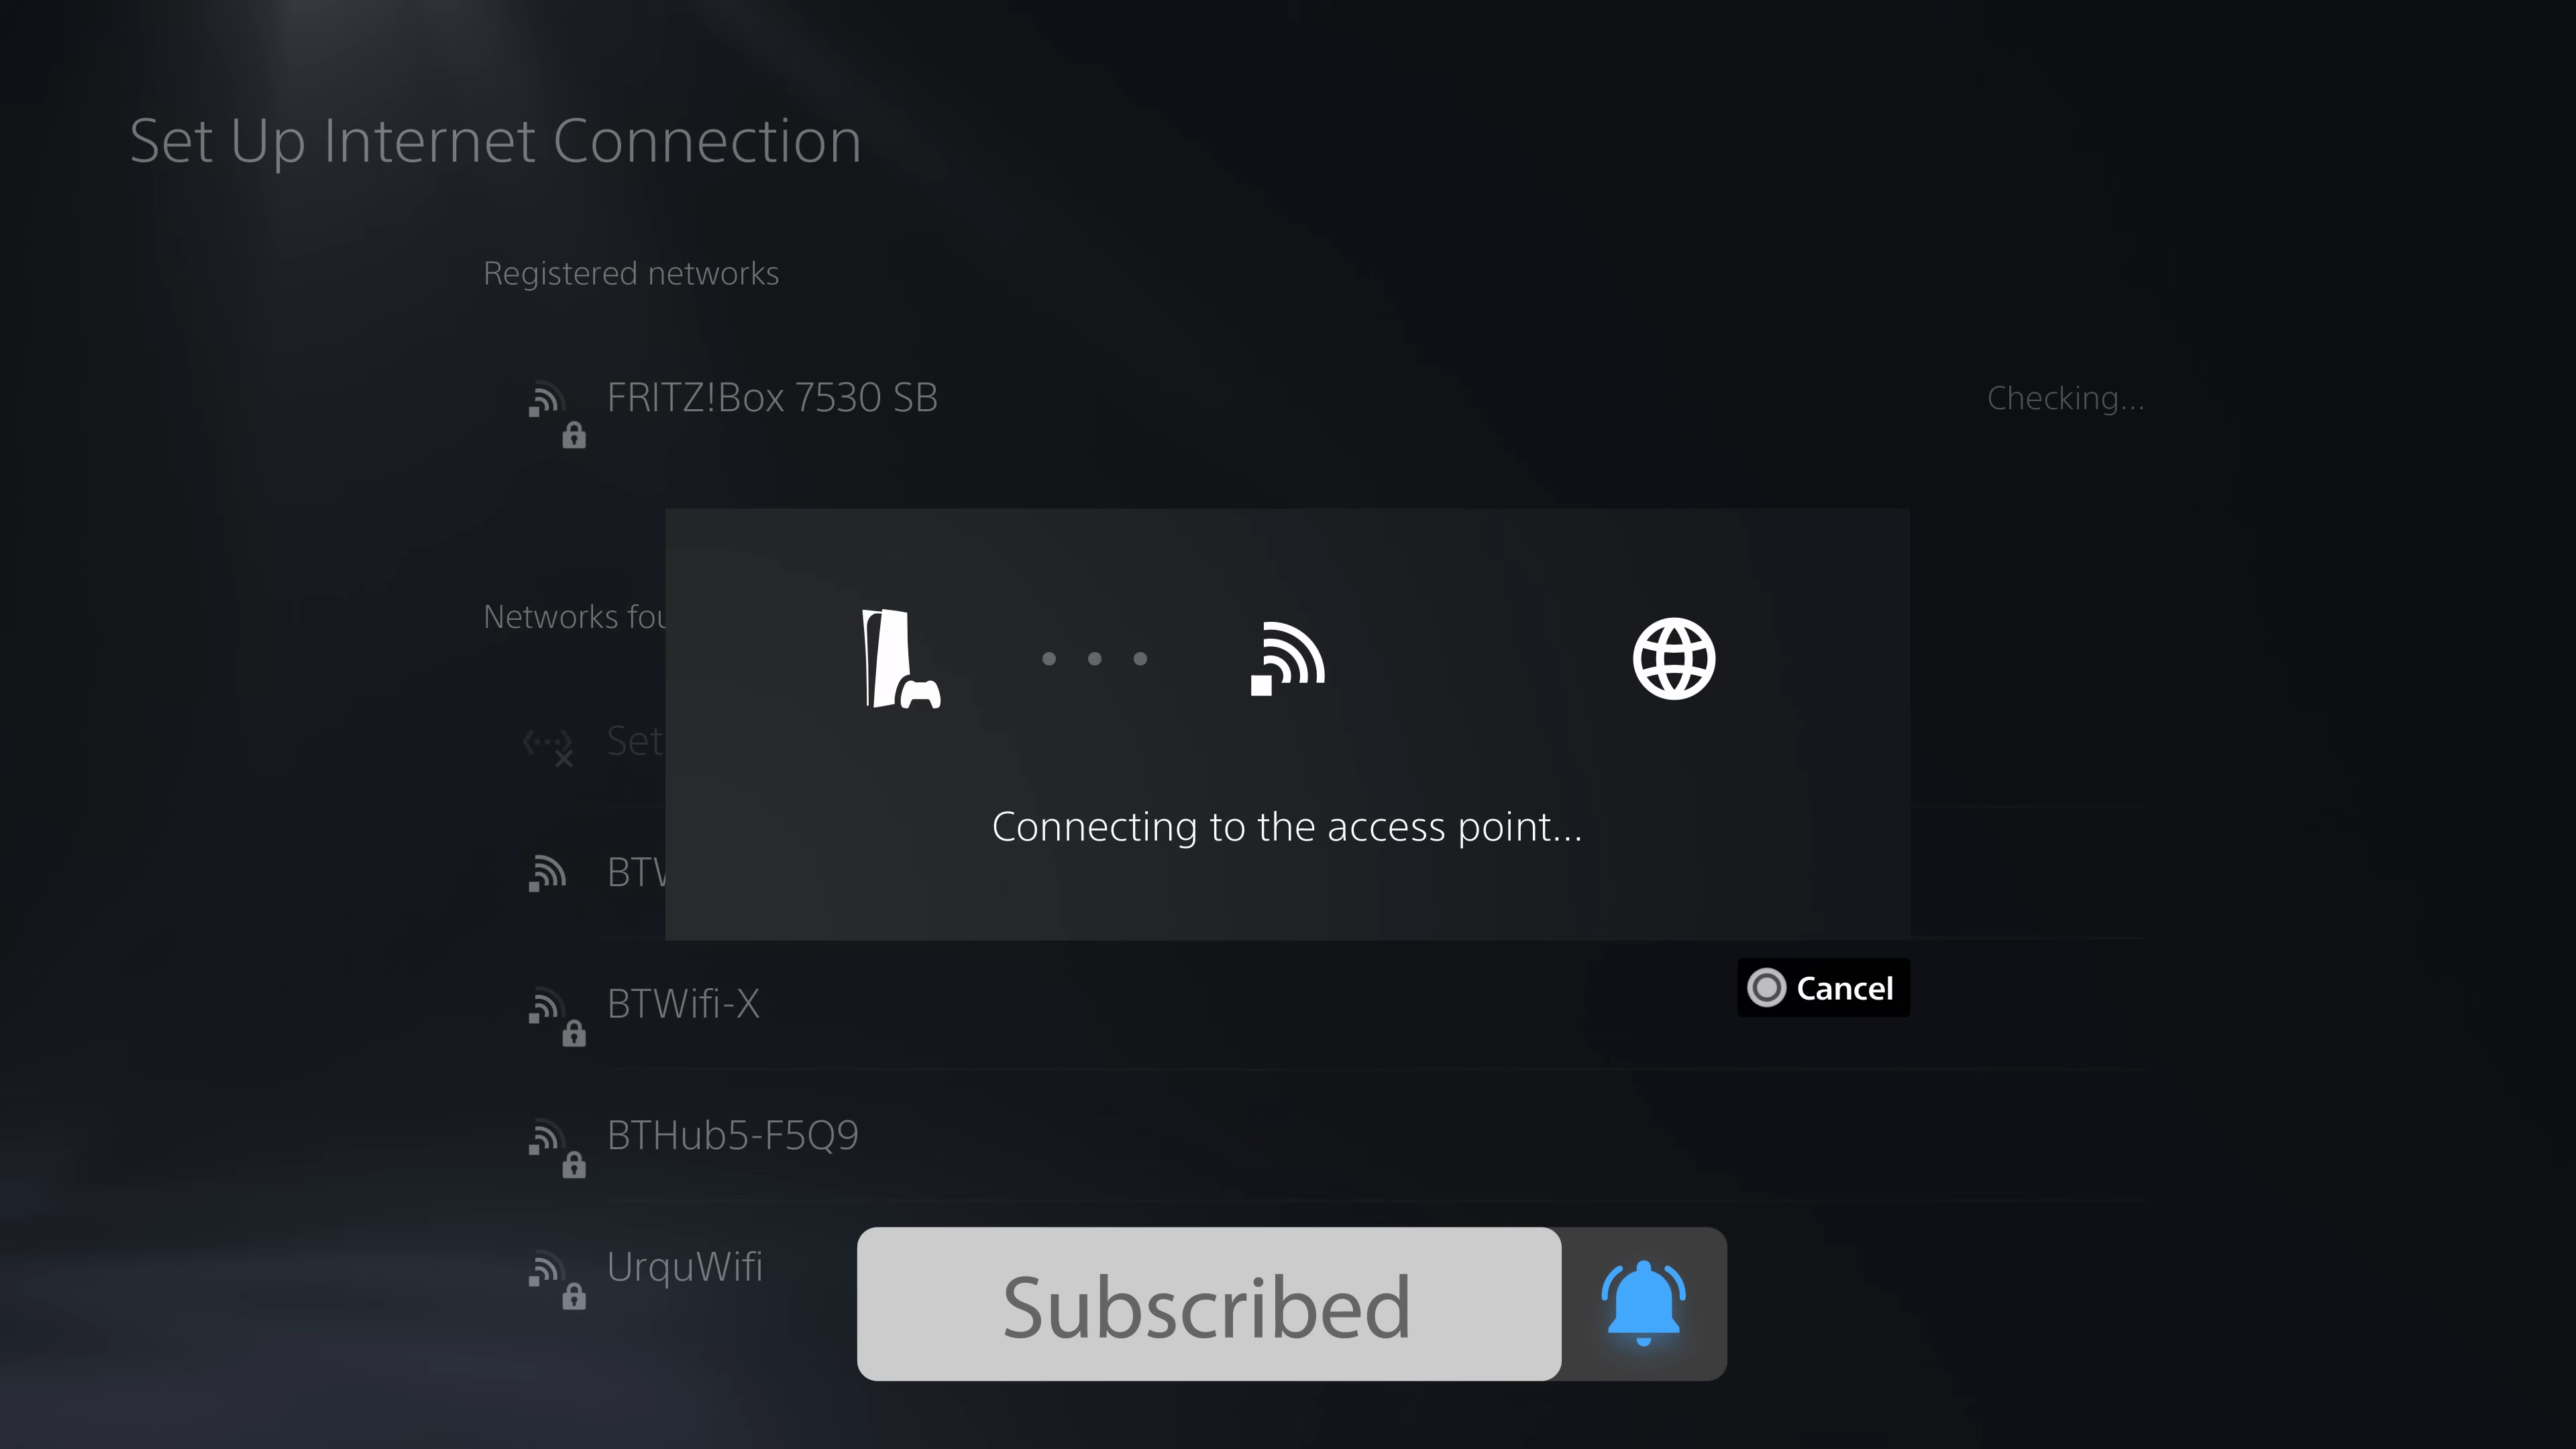 Set Up Internet Connection
Registered networks
FRITZ!Box 7530 SB
Checking...
Networks fou
Set
Connecting to the access point...
BTW
Cancel
BTWifi-X
BTHub5-F5Q9
UrquWifi
Subscribed